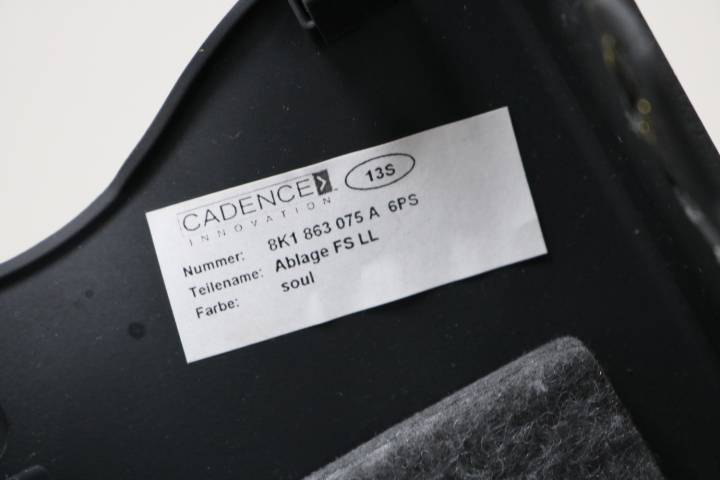 CADENCE
INNOVATION
13S
Nummer: 8K1 863 075 A 6PS
Teilename: Ablage FS LL
Farbe: soul